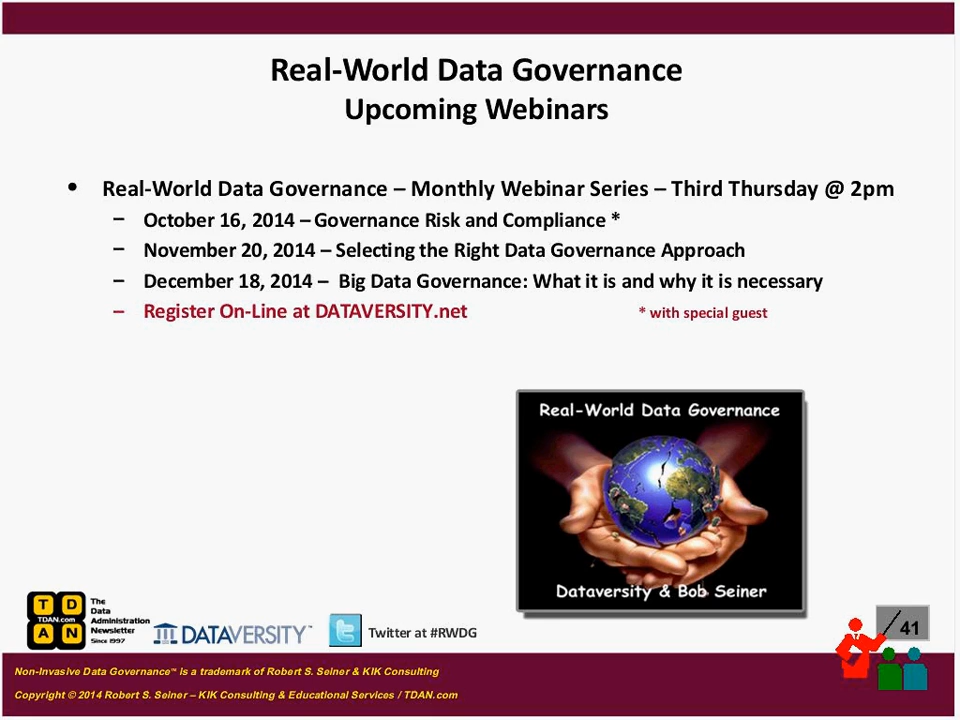 Real-World Data Governance
Upcoming Webinars
• Real-World Data Governance – Monthly Webinar Series – Third Thursday @ 2pm
– October 16, 2014 – Governance Risk and Compliance *
– November 20, 2014 – Selecting the Right Data Governance Approach
– December 18, 2014 – Big Data Governance: What it is and why it is necessary
– Register On-Line at DATAVERSITY.net * with special guest
Real-World Data Governance
Dataversity & Bob Seiner
T D
TDAN.com
A N
The
Data
Administration
Newsletter
Since 1997
DATAVERSITY™
Twitter at #RWDG
41
Non-Invasive Data Governance™ is a trademark of Robert S. Seiner & KIK Consulting
Copyright © 2014 Robert S. Seiner – KIK Consulting & Educational Services / TDAN.com